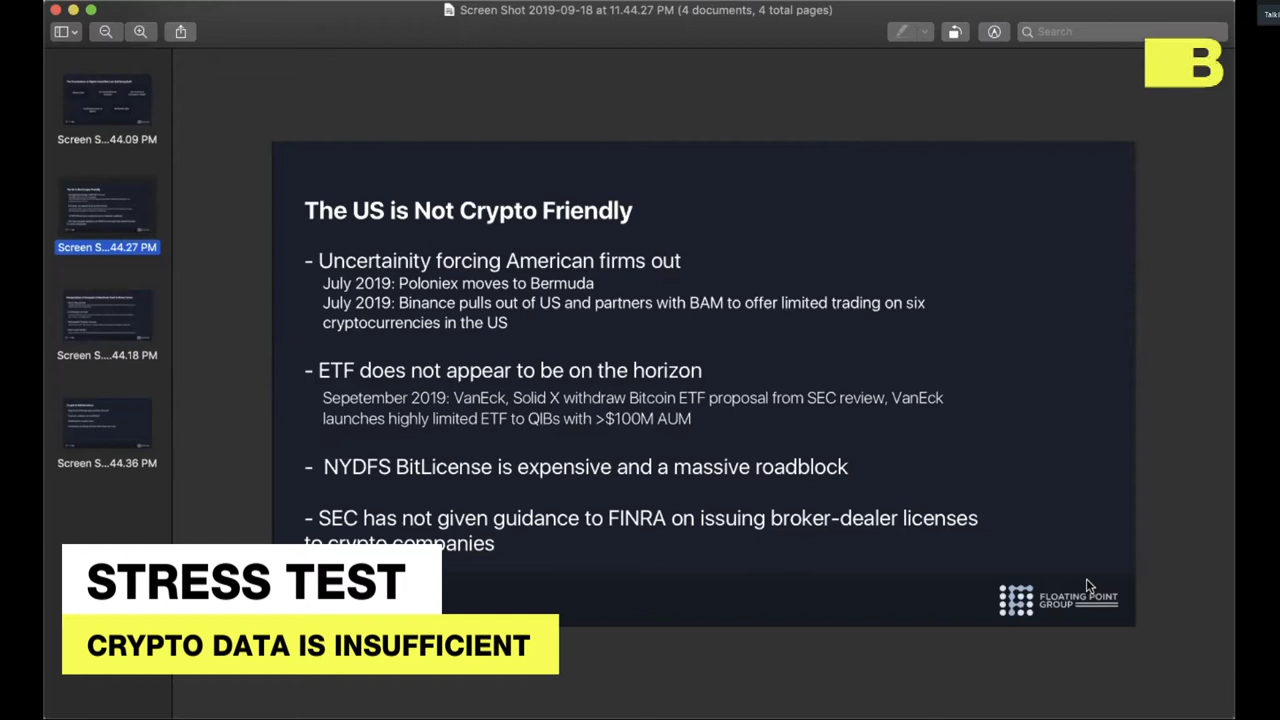 Screen Shot 2019-09-18 at 11.44.27 PM (4 documents, 4 total pages)
Search
Talki
B
Screen S...44.09 PM
Screen S...44.27 PM
Screen S....44.18 PM
Screen S...44.36 PM
The US is Not Crypto Friendly
- Uncertainity forcing American firms out
July 2019: Poloniex moves to Bermuda
July 2019: Binance pulls out of US and partners with BAM to offer limited trading on six
cryptocurrencies in the US
- ETF does not appear to be on the horizon
Sepetember 2019: VanEck, Solid X withdraw Bitcoin ETF proposal from SEC review, VanEck
launches highly limited ETF to QIBs with >$100M AUM
- NYDFS BitLicense is expensive and a massive roadblock
- SEC has not given guidance to FINRA on issuing broker-dealer licenses
to crypto companies
FLOATING POINT
GROUP
STRESS TEST
CRYPTO DATA IS INSUFFICIENT